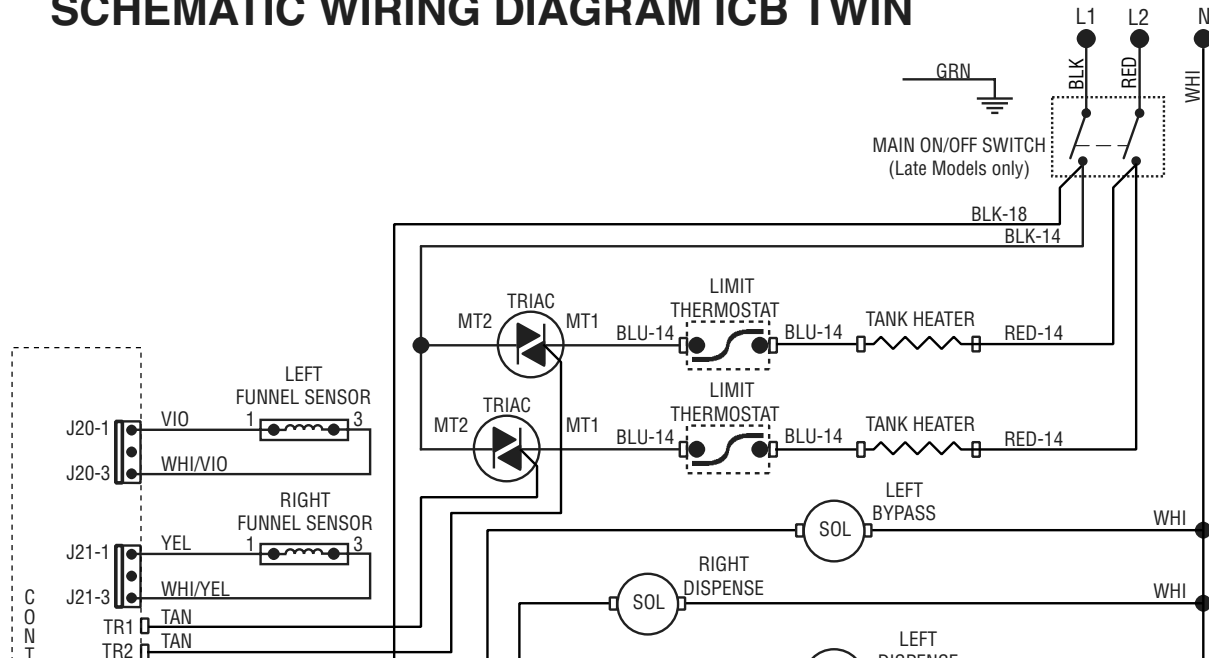 SCHEMATIC WIRING DIAGRAM ICB TWIN
L1 L2 N
BLK RED WHI
GRN
MAIN ON/OFF SWITCH
(Late Models only)
BLK-18
BLK-14
LIMIT
THERMOSTAT
TRIAC
MT2 MT1
BLU-14 BLU-14
TANK HEATER
RED-14
LIMIT
THERMOSTAT
TRIAC
MT2 MT1
BLU-14 BLU-14
TANK HEATER
RED-14
LEFT
FUNNEL SENSOR
J20-1 VIO 1 3
J20-3 WHI/VIO
RIGHT
FUNNEL SENSOR
J21-1 YEL 1 3
J21-3 WHI/YEL
TR1 TAN
TR2 TAN
C
O
N
T
LEFT
BYPASS
SOL
WHI
RIGHT
DISPENSE
SOL
WHI
LEFT
DISPENSE